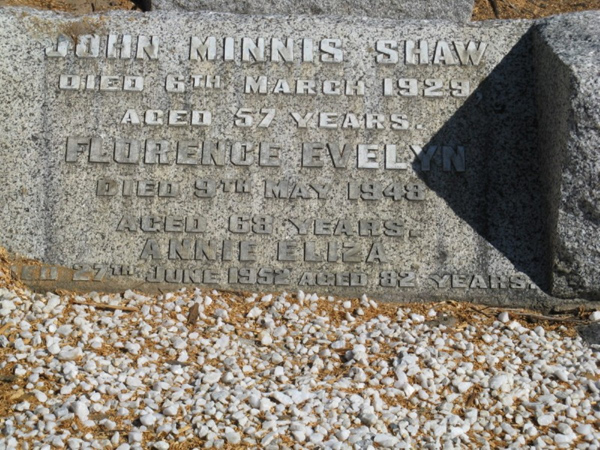 JOHN MINNIS SHAW
DIED 6TH MARCH 1929
AGED 57 YEARS.
FLORENCE EVELYN
DIED 9TH MAY 1948
AGED 68 YEARS.
ANNIE ELIZA
DIED 27TH JUNE 1952 AGED 82 YEARS.